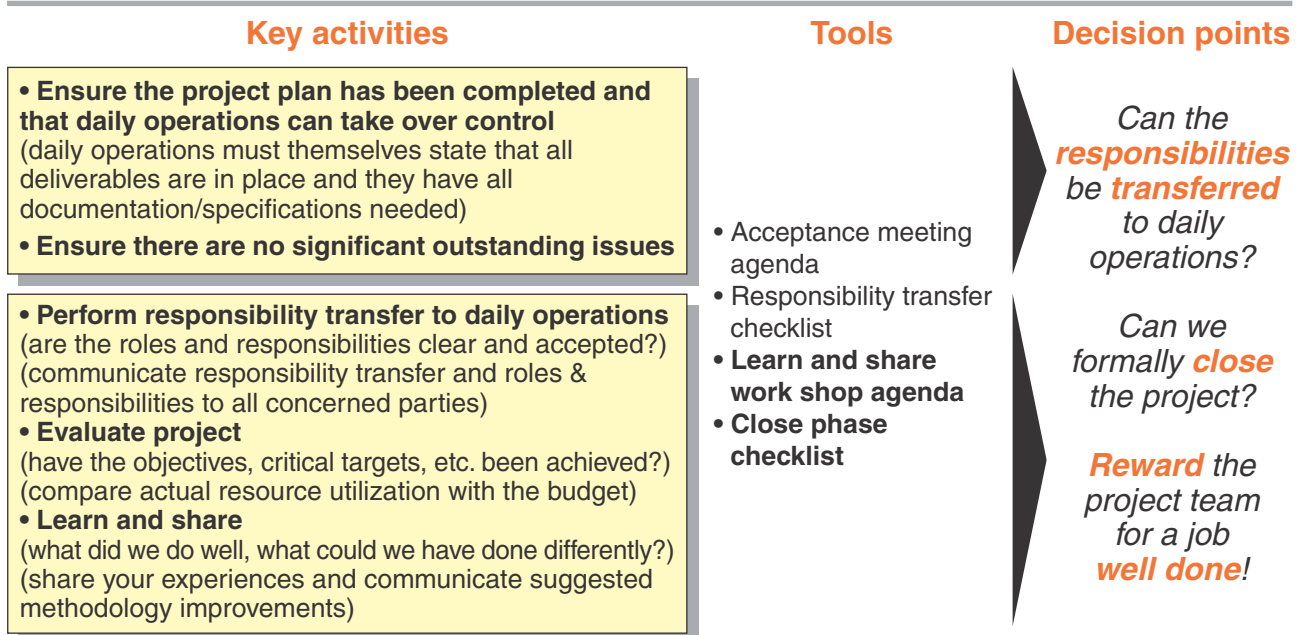 Key activities
Tools
Decision points
• Ensure the project plan has been completed and
that daily operations can take over control
(daily operations must themselves state that all
deliverables are in place and they have all
documentation/specifications needed)
• Ensure there are no significant outstanding issues
• Perform responsibility transfer to daily operations
(are the roles and responsibilities clear and accepted?)
(communicate responsibility transfer and roles &
responsibilities to all concerned parties)
• Evaluate project
(have the objectives, critical targets, etc. been achieved?)
(compare actual resource utilization with the budget)
• Learn and share
(what did we do well, what could we have done differently?)
(share your experiences and communicate suggested
methodology improvements)
• Acceptance meeting
agenda
• Responsibility transfer
checklist
• Learn and share
work shop agenda
• Close phase
checklist
Can the
responsibilities
be transferred
to daily
operations?
Can we
formally close
the project?
Reward the
project team
for a job
well done!